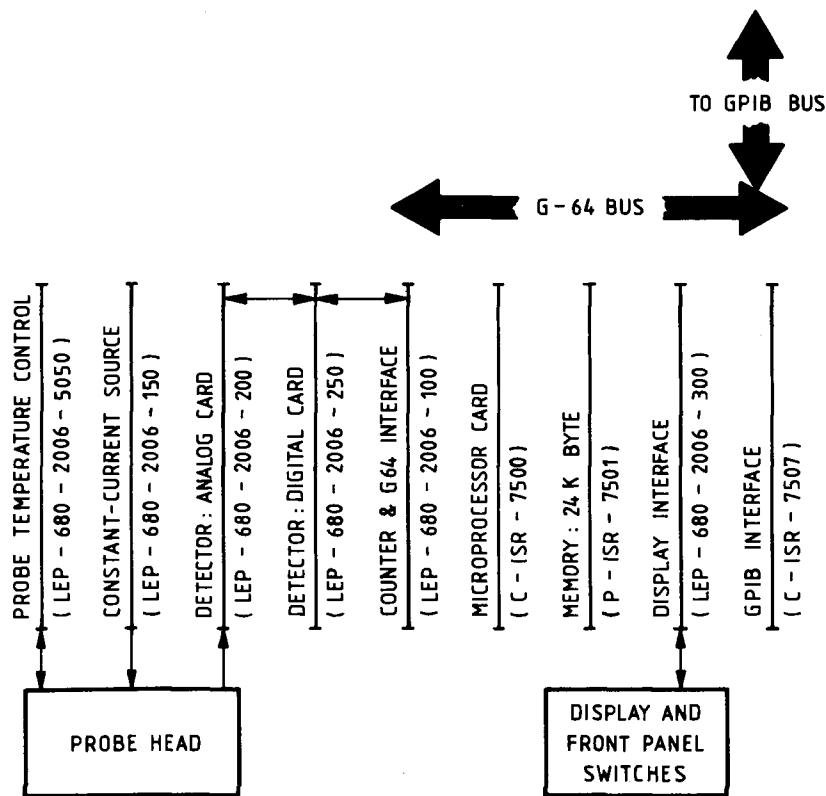 TO GPIB BUS
G-64 BUS
PROBE TEMPERATURE CONTROL
(LEP-680-2006-5050)
CONSTANT-CURRENT SOURCE
(LEP-680-2006-150)
DETECTOR: ANALOG CARD
(LEP-680-2006-200)
DETECTOR: DIGITAL CARD
(LEP-680-2006-250)
COUNTER & G64 INTERFACE
(LEP-680-2006-100)
MICROPROCESSOR CARD
(C-ISR-7500)
MEMORY: 24K BYTE
(P-ISR-7501)
DISPLAY INTERFACE
(LEP-680-2006-300)
GPIB INTERFACE
(C-ISR-7507)
PROBE HEAD
DISPLAY AND
FRONT PANEL
SWITCHES